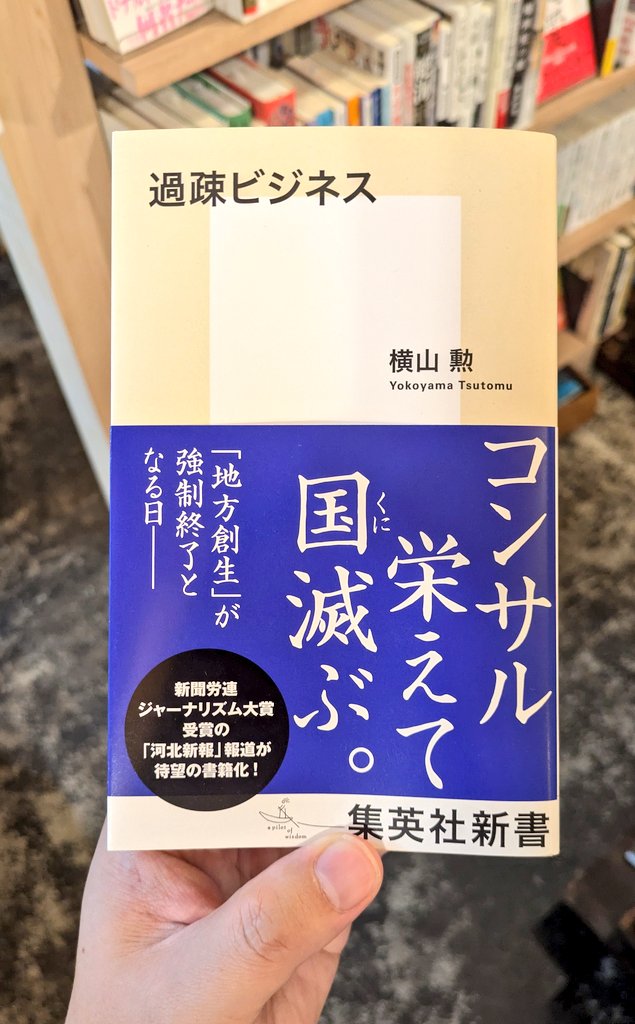 過疎ビジネス
横山 勲
Yokoyama Tsutomu
コンサル
栄えて
国滅ぶ。
くに
「地方創生」が
強制終了と
なる日――
新聞労連
ジャーナリズム大賞
受賞の
「河北新報」報道が
待望の書籍化！
a pilot of
wisdom
集英社新書